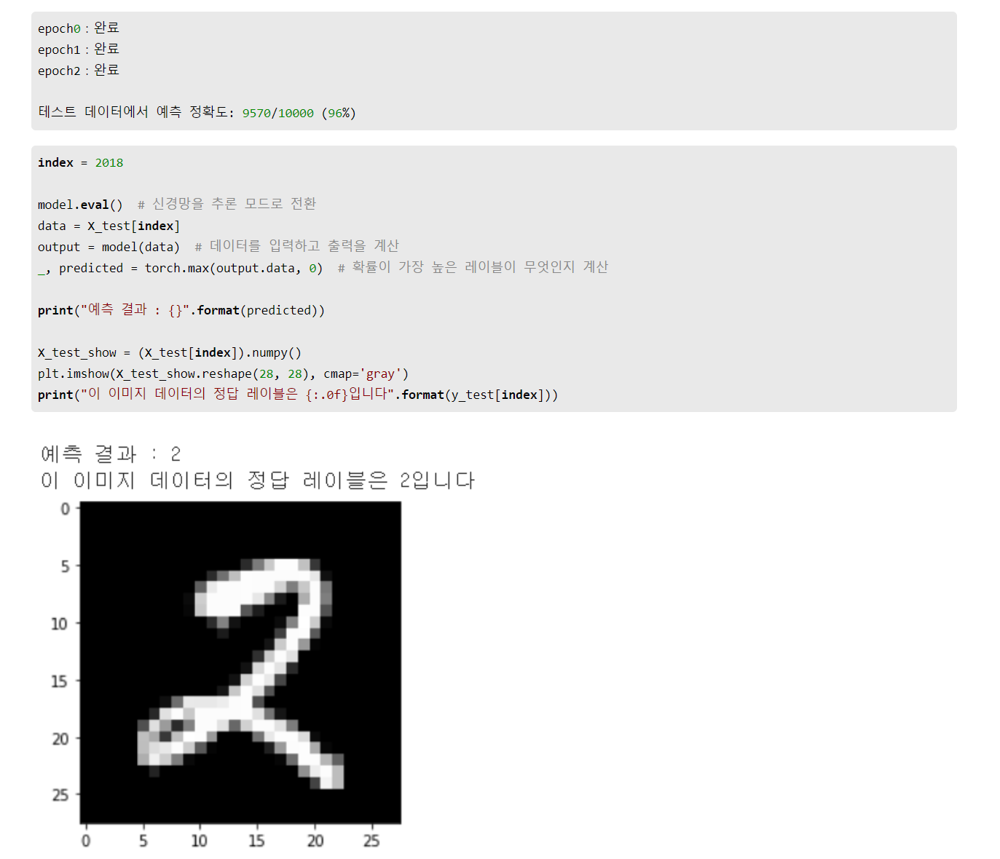 epoch0 : 완료
epoch1 : 완료
epoch2 : 완료
테스트 데이터에서 예측 정확도: 9570/10000 (96%)
index = 2018
model.eval()  # 신경망을 추론 모드로 전환
data = X_test[index]
output = model(data)  # 데이터를 입력하고 출력을 계산
_, predicted = torch.max(output.data, 0)  # 확률이 가장 높은 레이블이 무엇인지 계산
print("예측 결과 : {}".format(predicted))
X_test_show = (X_test[index]).numpy()
plt.imshow(X_test_show.reshape(28, 28), cmap='gray')
print("이 이미지 데이터의 정답 레이블은 {:.0f}입니다".format(y_test[index]))
예측 결과 : 2
이 이미지 데이터의 정답 레이블은 2입니다
0
5
10
15
20
25
0 5 10 15 20 25
2